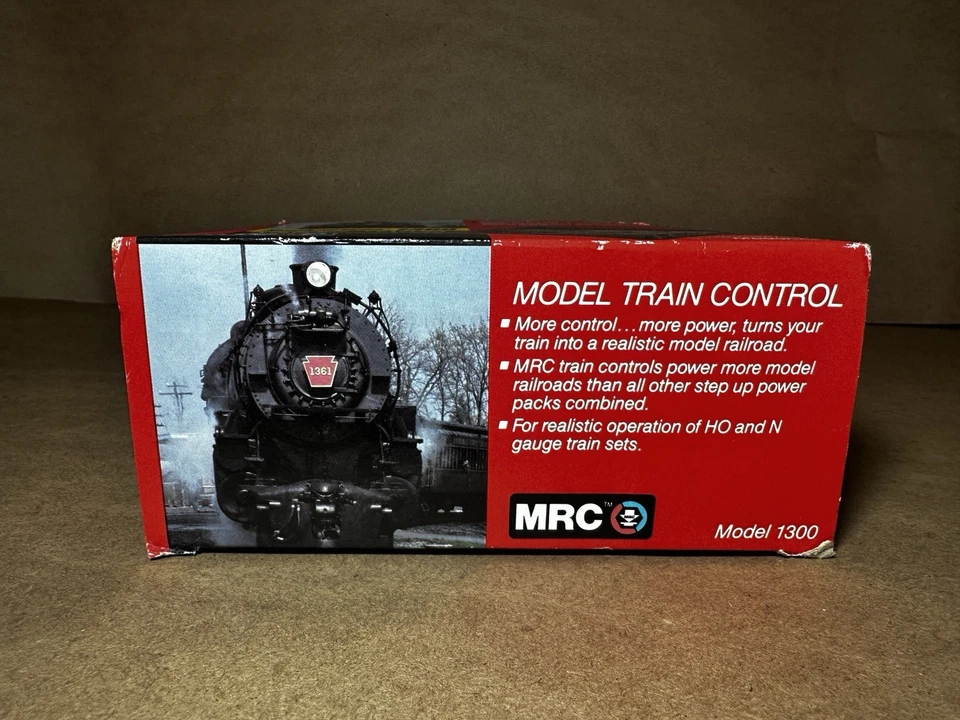 1361
MODEL TRAIN CONTROL
▪ More control...more power, turns your
train into a realistic model railroad.
▪ MRC train controls power more model
railroads than all other step up power
packs combined.
▪ For realistic operation of HO and N
gauge train sets.
MRC™
Model 1300